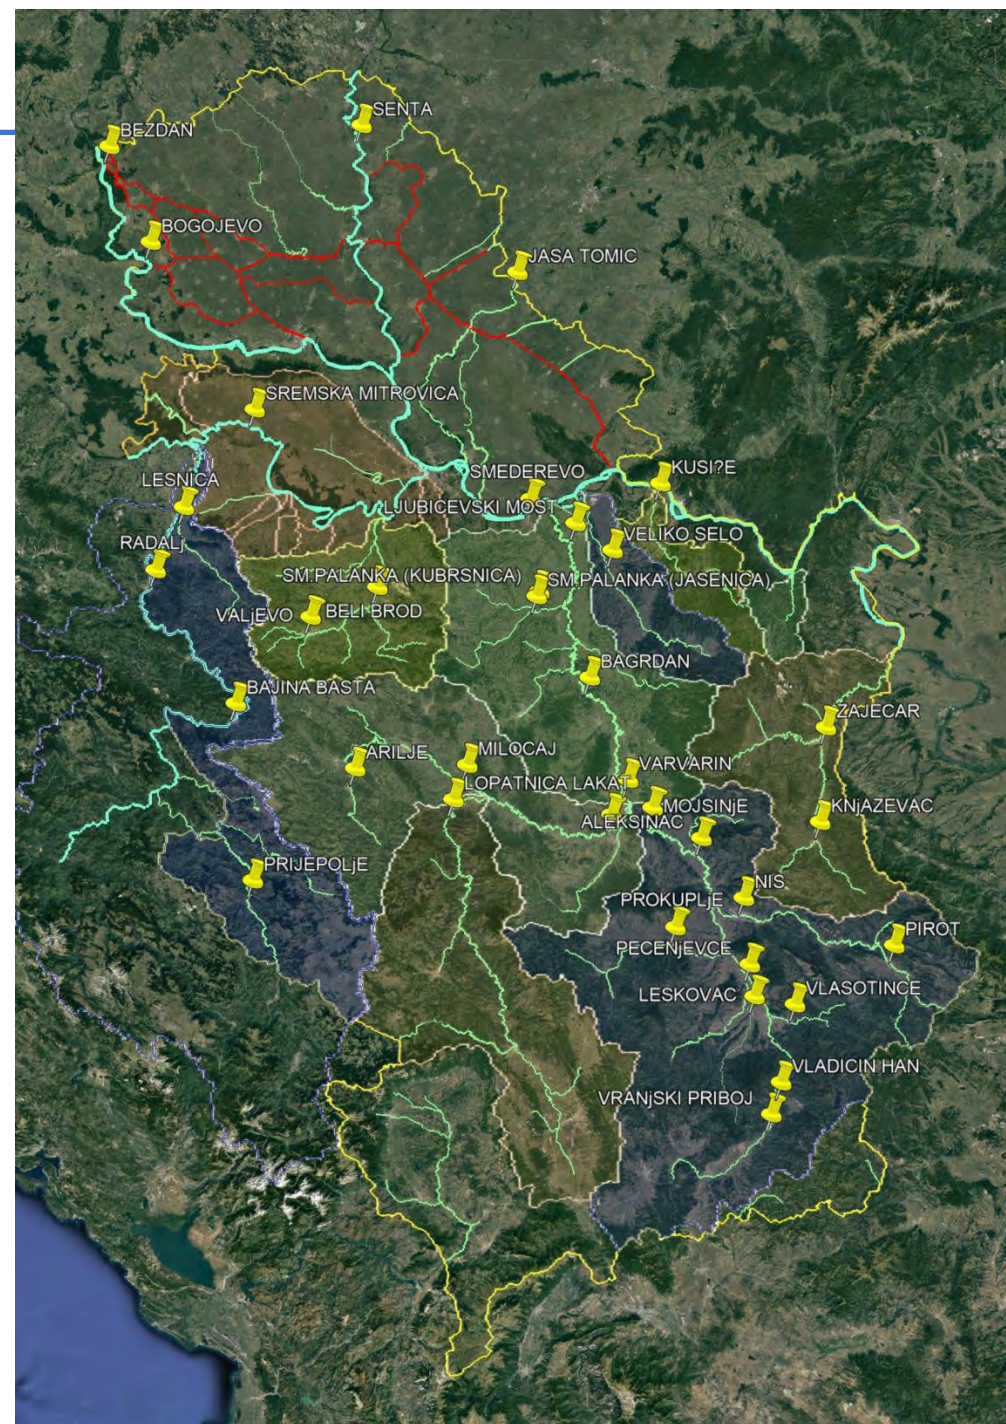 SENTA
BEZDAN
BOGOJEVO
JASA TOMIC
SREMSKA MITROVICA
SMEDEREVO
KUSI?E
LESNICA
LJUBICEVSKI MOST
VELIKO SELO
RADALj
SM.PALANKA (KUBRSNICA)
SM.PALANKA (JASENICA)
VALjEVO
BELI BROD
BAGRDAN
BAJINA BASTA
ZAJECAR
ARILJE
MILOCAJ
VARVARIN
LOPATNICA LAKAT
MOJSINjE
KNjAZEVAC
ALEKSINAC
PRIJEPOLjE
NIS
PROKUPLjE
PIROT
PECENjEVCE
LESKOVAC
VLASOTINCE
VLADICIN HAN
VRANjSKI PRIBOJ